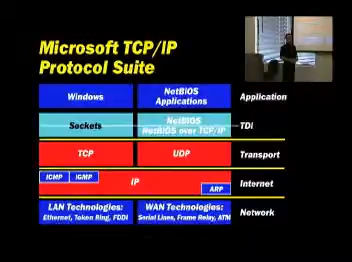 Microsoft TCP/IP
Protocol Suite
Windows
NetBIOS
Applications
Application
Sockets
NetBIOS
NetBIOS over TCP/IP
TDI
TCP
UDP
Transport
ICMP
IGMP
IP
ARP
Internet
LAN Technologies:
Ethernet, Token Ring, FDDI
WAN Technologies:
Serial Lines, Frame Relay, ATM
Network